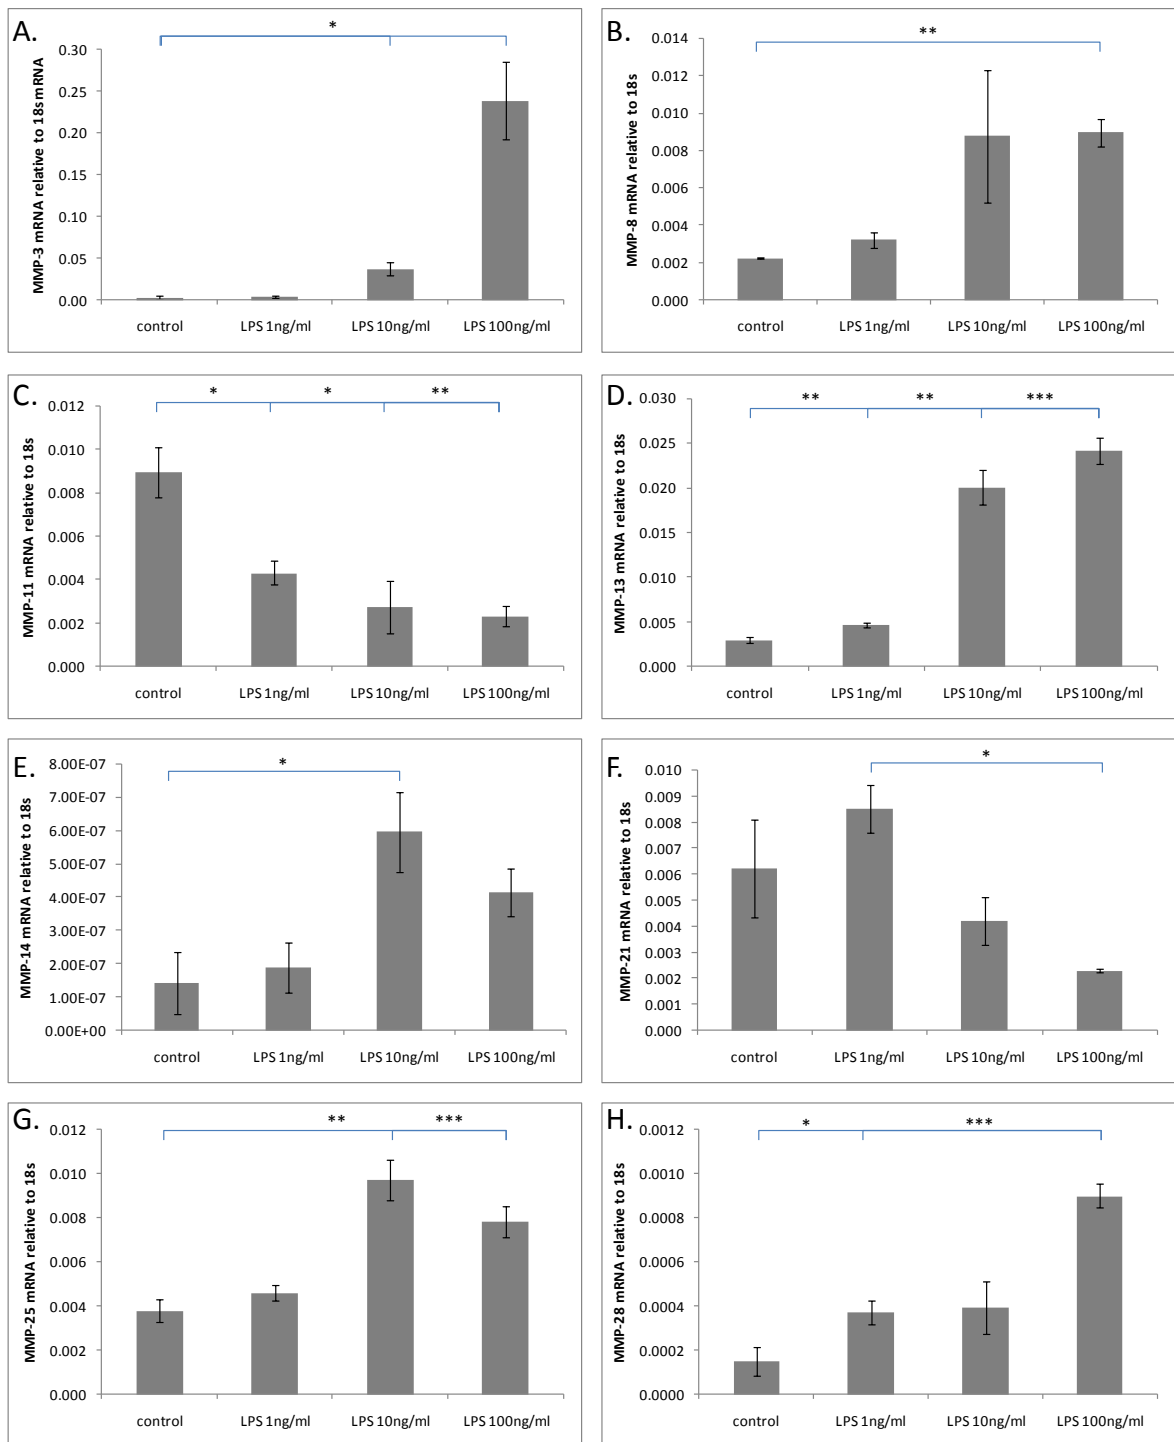 A.
*
0.30
0.25
0.20
0.15
0.10
0.05
0.00
MMP-3 mRNA relative to 18s mRNA
control LPS 1ng/ml LPS 10ng/ml LPS 100ng/ml
B.
**
0.014
0.012
0.010
0.008
0.006
0.004
0.002
0.000
MMP-8 mRNA relative to 18s
control LPS 1ng/ml LPS 10ng/ml LPS 100ng/ml
C.
* * **
0.012
0.010
0.008
0.006
0.004
0.002
0.000
MMP-11 mRNA relative to 18s
control LPS 1ng/ml LPS 10ng/ml LPS 100ng/ml
D.
** ** ***
0.030
0.025
0.020
0.015
0.010
0.005
0.000
MMP-13 mRNA relative to 18s
control LPS 1ng/ml LPS 10ng/ml LPS 100ng/ml
E.
*
8.00E-07
7.00E-07
6.00E-07
5.00E-07
4.00E-07
3.00E-07
2.00E-07
1.00E-07
0.00E+00
MMP-14 mRNA relative to 18s
control LPS 1ng/ml LPS 10ng/ml LPS 100ng/ml
F.
*
0.010
0.009
0.008
0.007
0.006
0.005
0.004
0.003
0.002
0.001
0.000
MMP-21 mRNA relative to 18s
control LPS 1ng/ml LPS 10ng/ml LPS 100ng/ml
G.
** ***
0.012
0.010
0.008
0.006
0.004
0.002
0.000
MMP-25 mRNA relative to 18s
control LPS 1ng/ml LPS 10ng/ml LPS 100ng/ml
H.
* ***
0.0012
0.0010
0.0008
0.0006
0.0004
0.0002
0.0000
MMP-28 mRNA relative to 18s
control LPS 1ng/ml LPS 10ng/ml LPS 100ng/ml